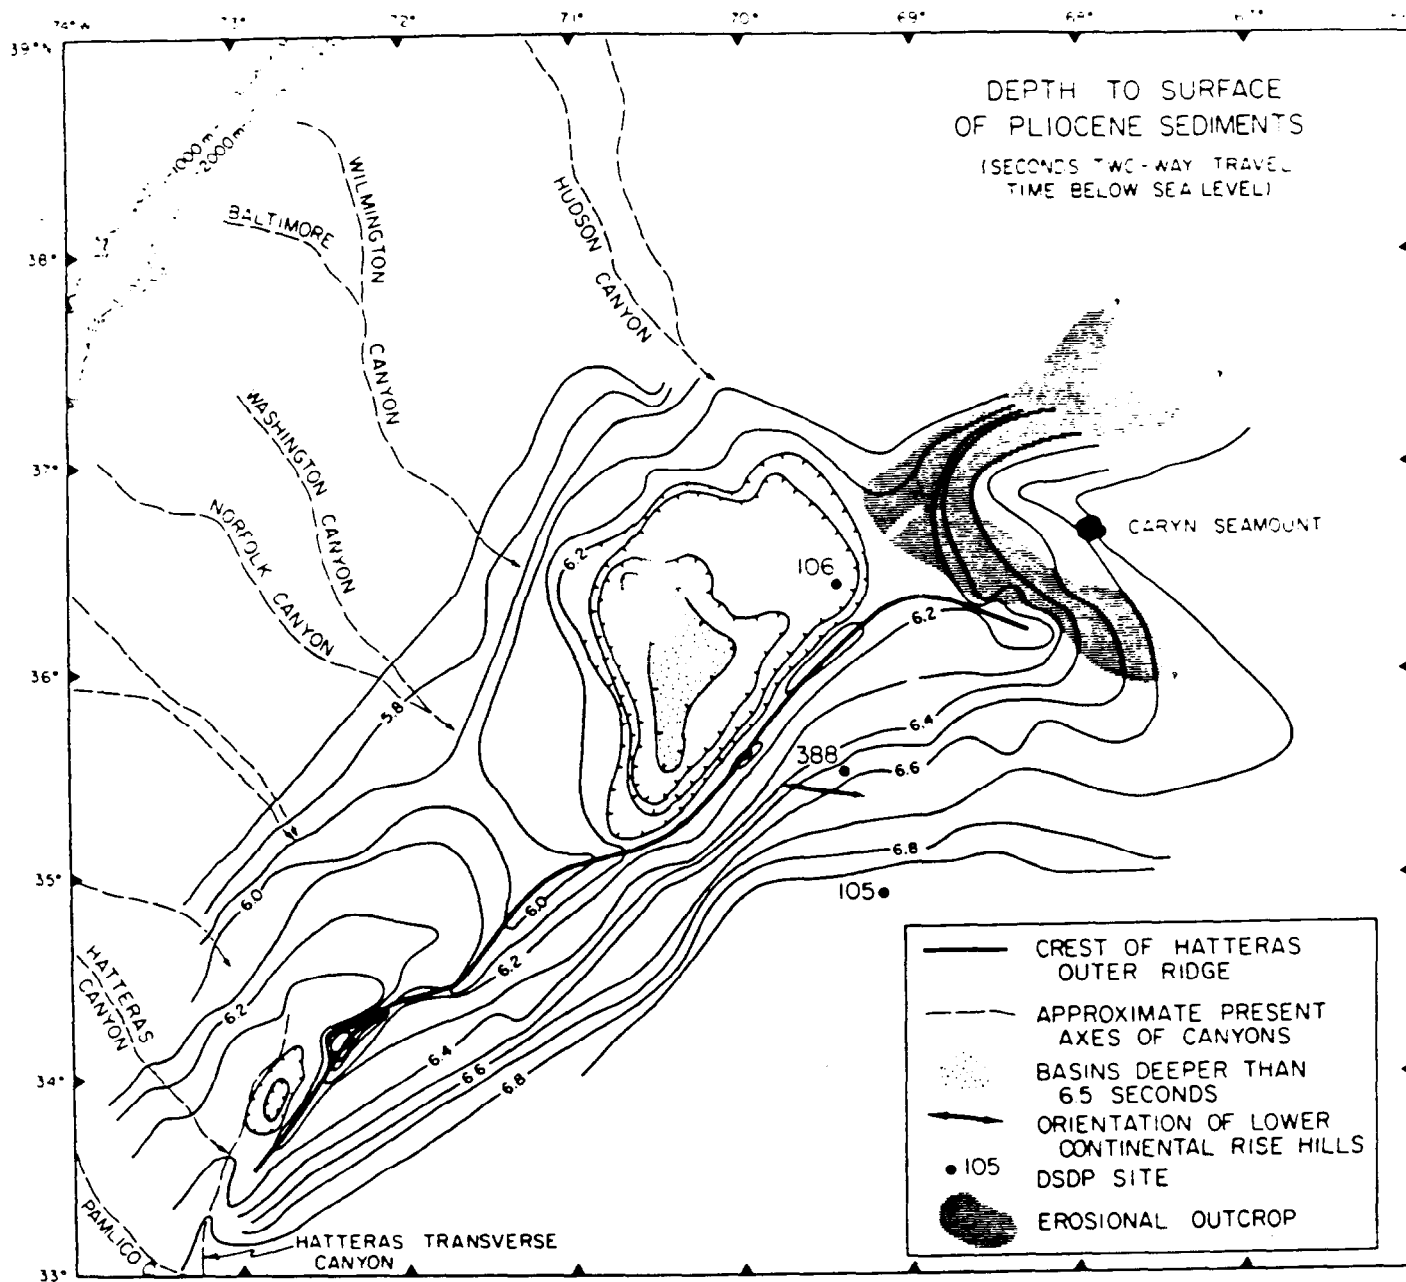 74°W 73° 72° 71° 70° 69° 68° 67°
39°N
DEPTH TO SURFACE
OF PLIOCENE SEDIMENTS
(SECONDS TWO-WAY TRAVEL
TIME BELOW SEA LEVEL)
1000m
2000m
WILMINGTON
CANYON
BALTIMORE
HUDSON
CANYON
38°
WASHINGTON
CANYON
NORFOLK
CANYON
37°
CARYN SEAMOUNT
6.2
106
6.2
36°
5.8
6.4
388
6.6
6.8
35°
6.0
6.0
105
HATTERAS
CANYON
6.2
6.2
6.4
6.6
6.8
34°
PAMLICO C.
HATTERAS TRANSVERSE
CANYON
33°
CREST OF HATTERAS
OUTER RIDGE
APPROXIMATE PRESENT
AXES OF CANYONS
BASINS DEEPER THAN
6.5 SECONDS
ORIENTATION OF LOWER
CONTINENTAL RISE HILLS
105
DSDP SITE
EROSIONAL OUTCROP